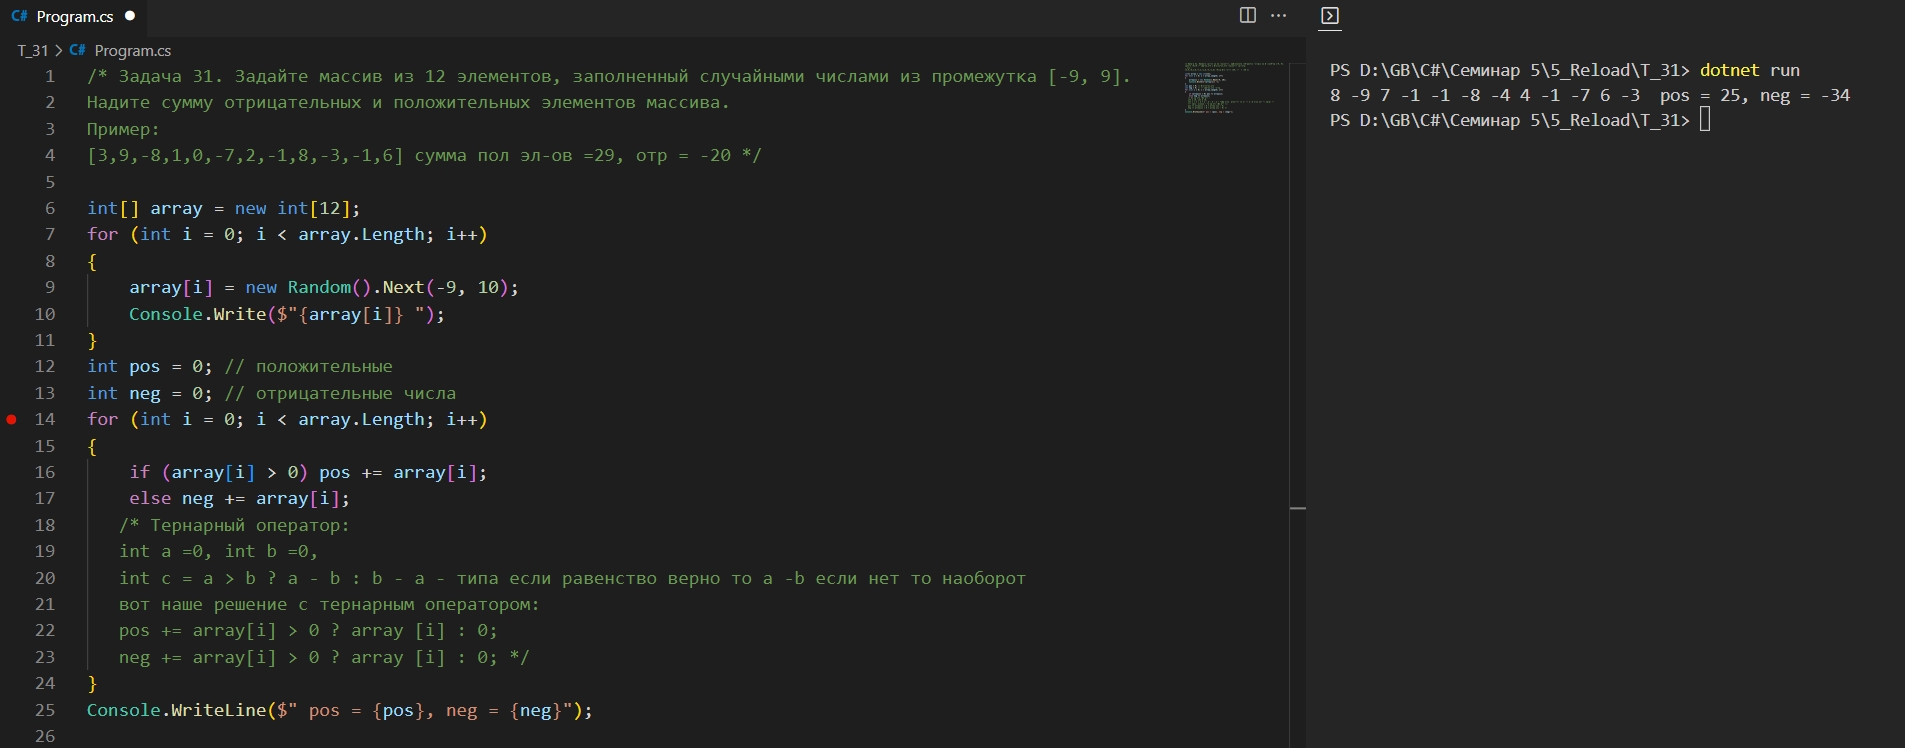 C# Program.cs
T_31 > C# Program.cs
1 /* Задача 31. Задайте массив из 12 элементов, заполненный случайными числами из промежутка [-9, 9].
2 Надите сумму отрицательных и положительных элементов массива.
3 Пример:
4 [3,9,-8,1,0,-7,2,-1,8,-3,-1,6] сумма пол эл-ов =29, отр = -20 */
5
6 int[] array = new int[12];
7 for (int i = 0; i < array.Length; i++)
8 {
9 array[i] = new Random().Next(-9, 10);
10 Console.Write($"{array[i]} ");
11 }
12 int pos = 0; // положительные
13 int neg = 0; // отрицательные числа
14 for (int i = 0; i < array.Length; i++)
15 {
16 if (array[i] > 0) pos += array[i];
17 else neg += array[i];
18 /* Тернарный оператор:
19 int a =0, int b =0,
20 int c = a > b ? a - b : b - a - типа если равенство верно то a -b если нет то наоборот
21 вот наше решение с тернарным оператором:
22 pos += array[i] > 0 ? array [i] : 0;
23 neg += array[i] > 0 ? array [i] : 0; */
24 }
25 Console.WriteLine($" pos = {pos}, neg = {neg}");
26
PS D:\GB\C#\Семинар 5\5_Reload\T_31> dotnet run
8 -9 7 -1 -1 -8 -4 4 -1 -7 6 -3  pos = 25, neg = -34
PS D:\GB\C#\Семинар 5\5_Reload\T_31>